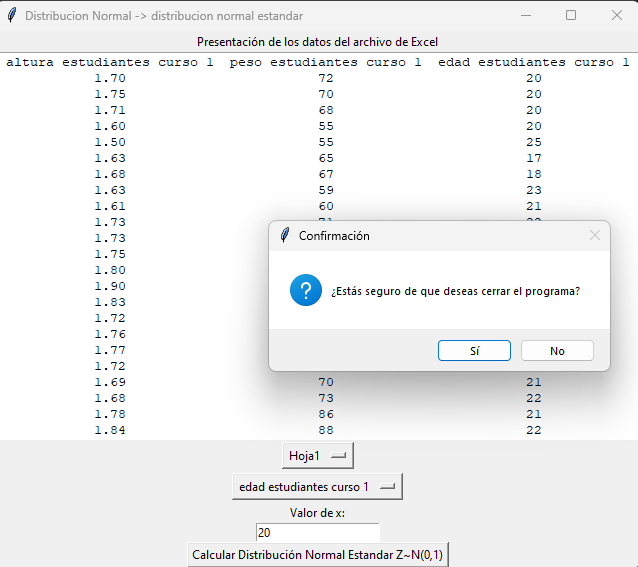 Distribucion Normal -> distribucion normal estandar
Presentación de los datos del archivo de Excel
altura estudiantes curso 1 peso estudiantes curso 1 edad estudiantes curso 1
1.70 72 20
1.75 70 20
1.71 68 20
1.60 55 20
1.50 55 25
1.63 65 17
1.68 67 18
1.63 59 23
1.61 60 21
1.73
1.73
1.75
1.80
1.90
1.83
1.72
1.76
1.77
1.72
Confirmación
¿Estás seguro de que deseas cerrar el programa?
Sí No
1.69 70 21
1.68 73 22
1.78 86 21
1.84 88 22
Hoja1
edad estudiantes curso 1
Valor de x:
20
Calcular Distribución Normal Estandar Z~N(0,1)